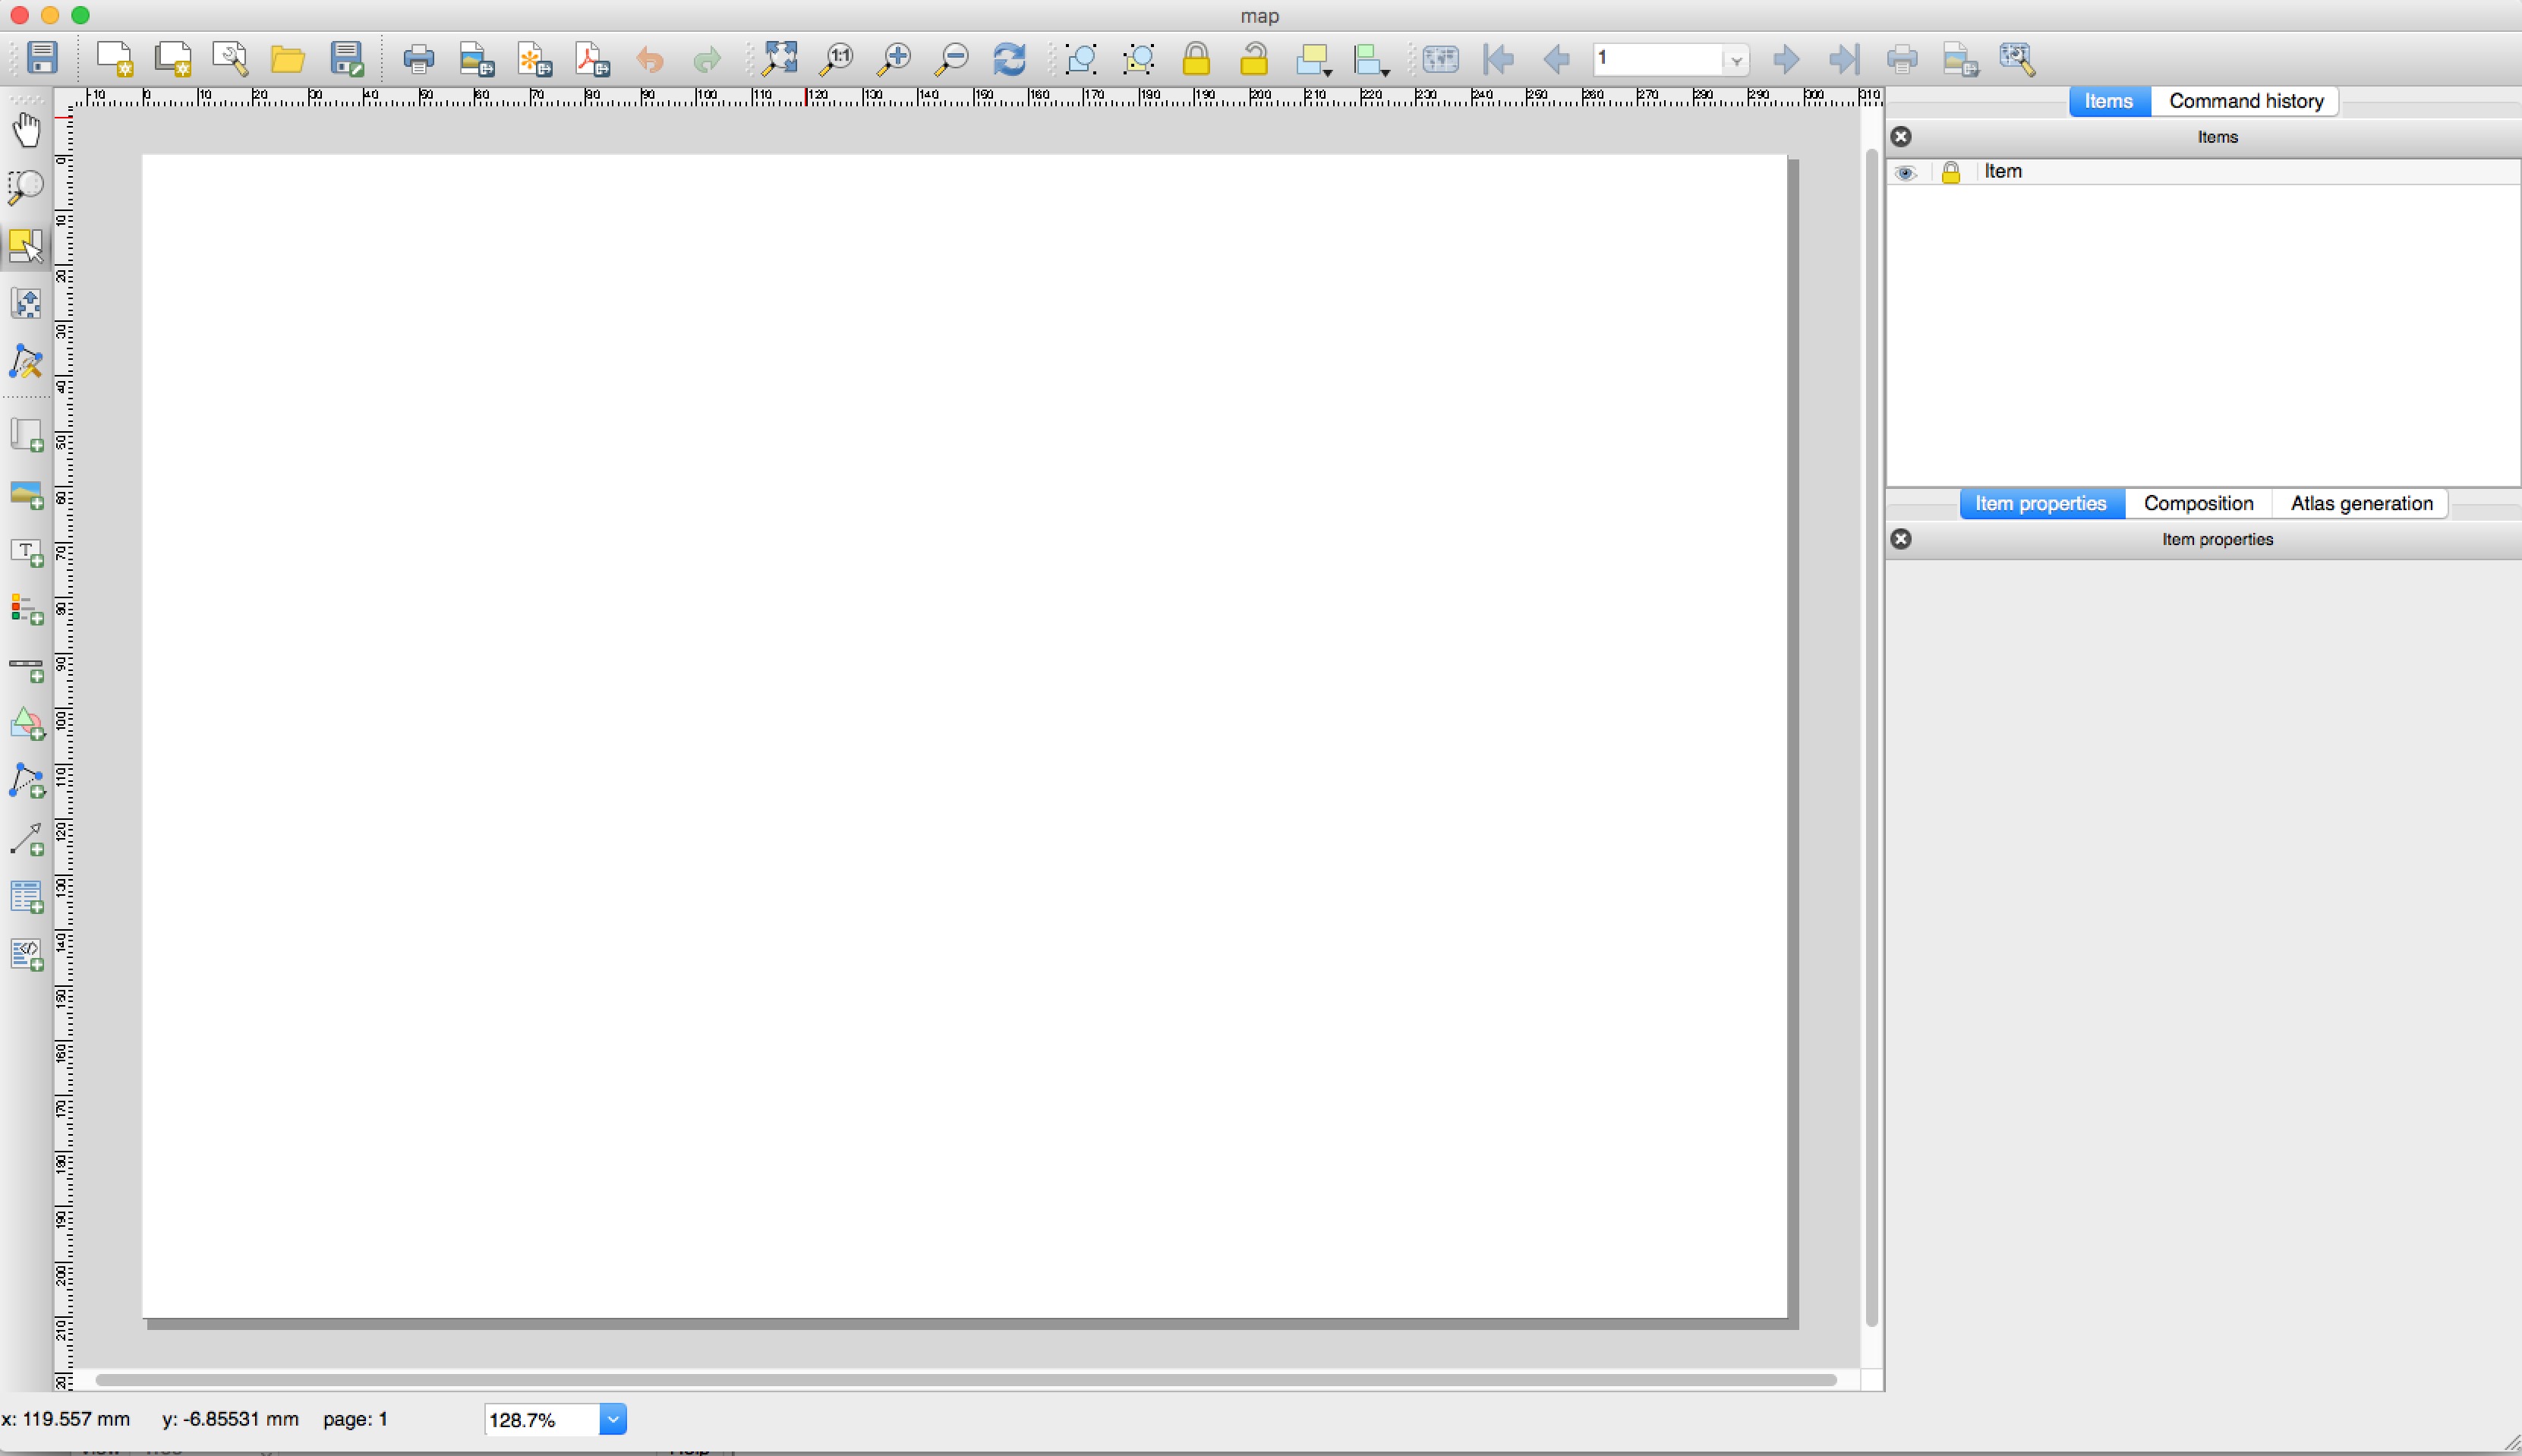 map
1:1
1
-10 0 10 20 30 40 50 60 70 80 90 100 110 120 130 140 150 160 170 180 190 200 210 220 230 240 250 260 270 280 290 300 310
Items
Command history
Items
Item
0
10
20
30
40
50
60
70
80
90
100
110
120
130
140
150
160
170
180
190
200
210
Item properties
Composition
Atlas generation
Item properties
T
x: 119.557 mm
y: -6.85531 mm
page: 1
128.7%